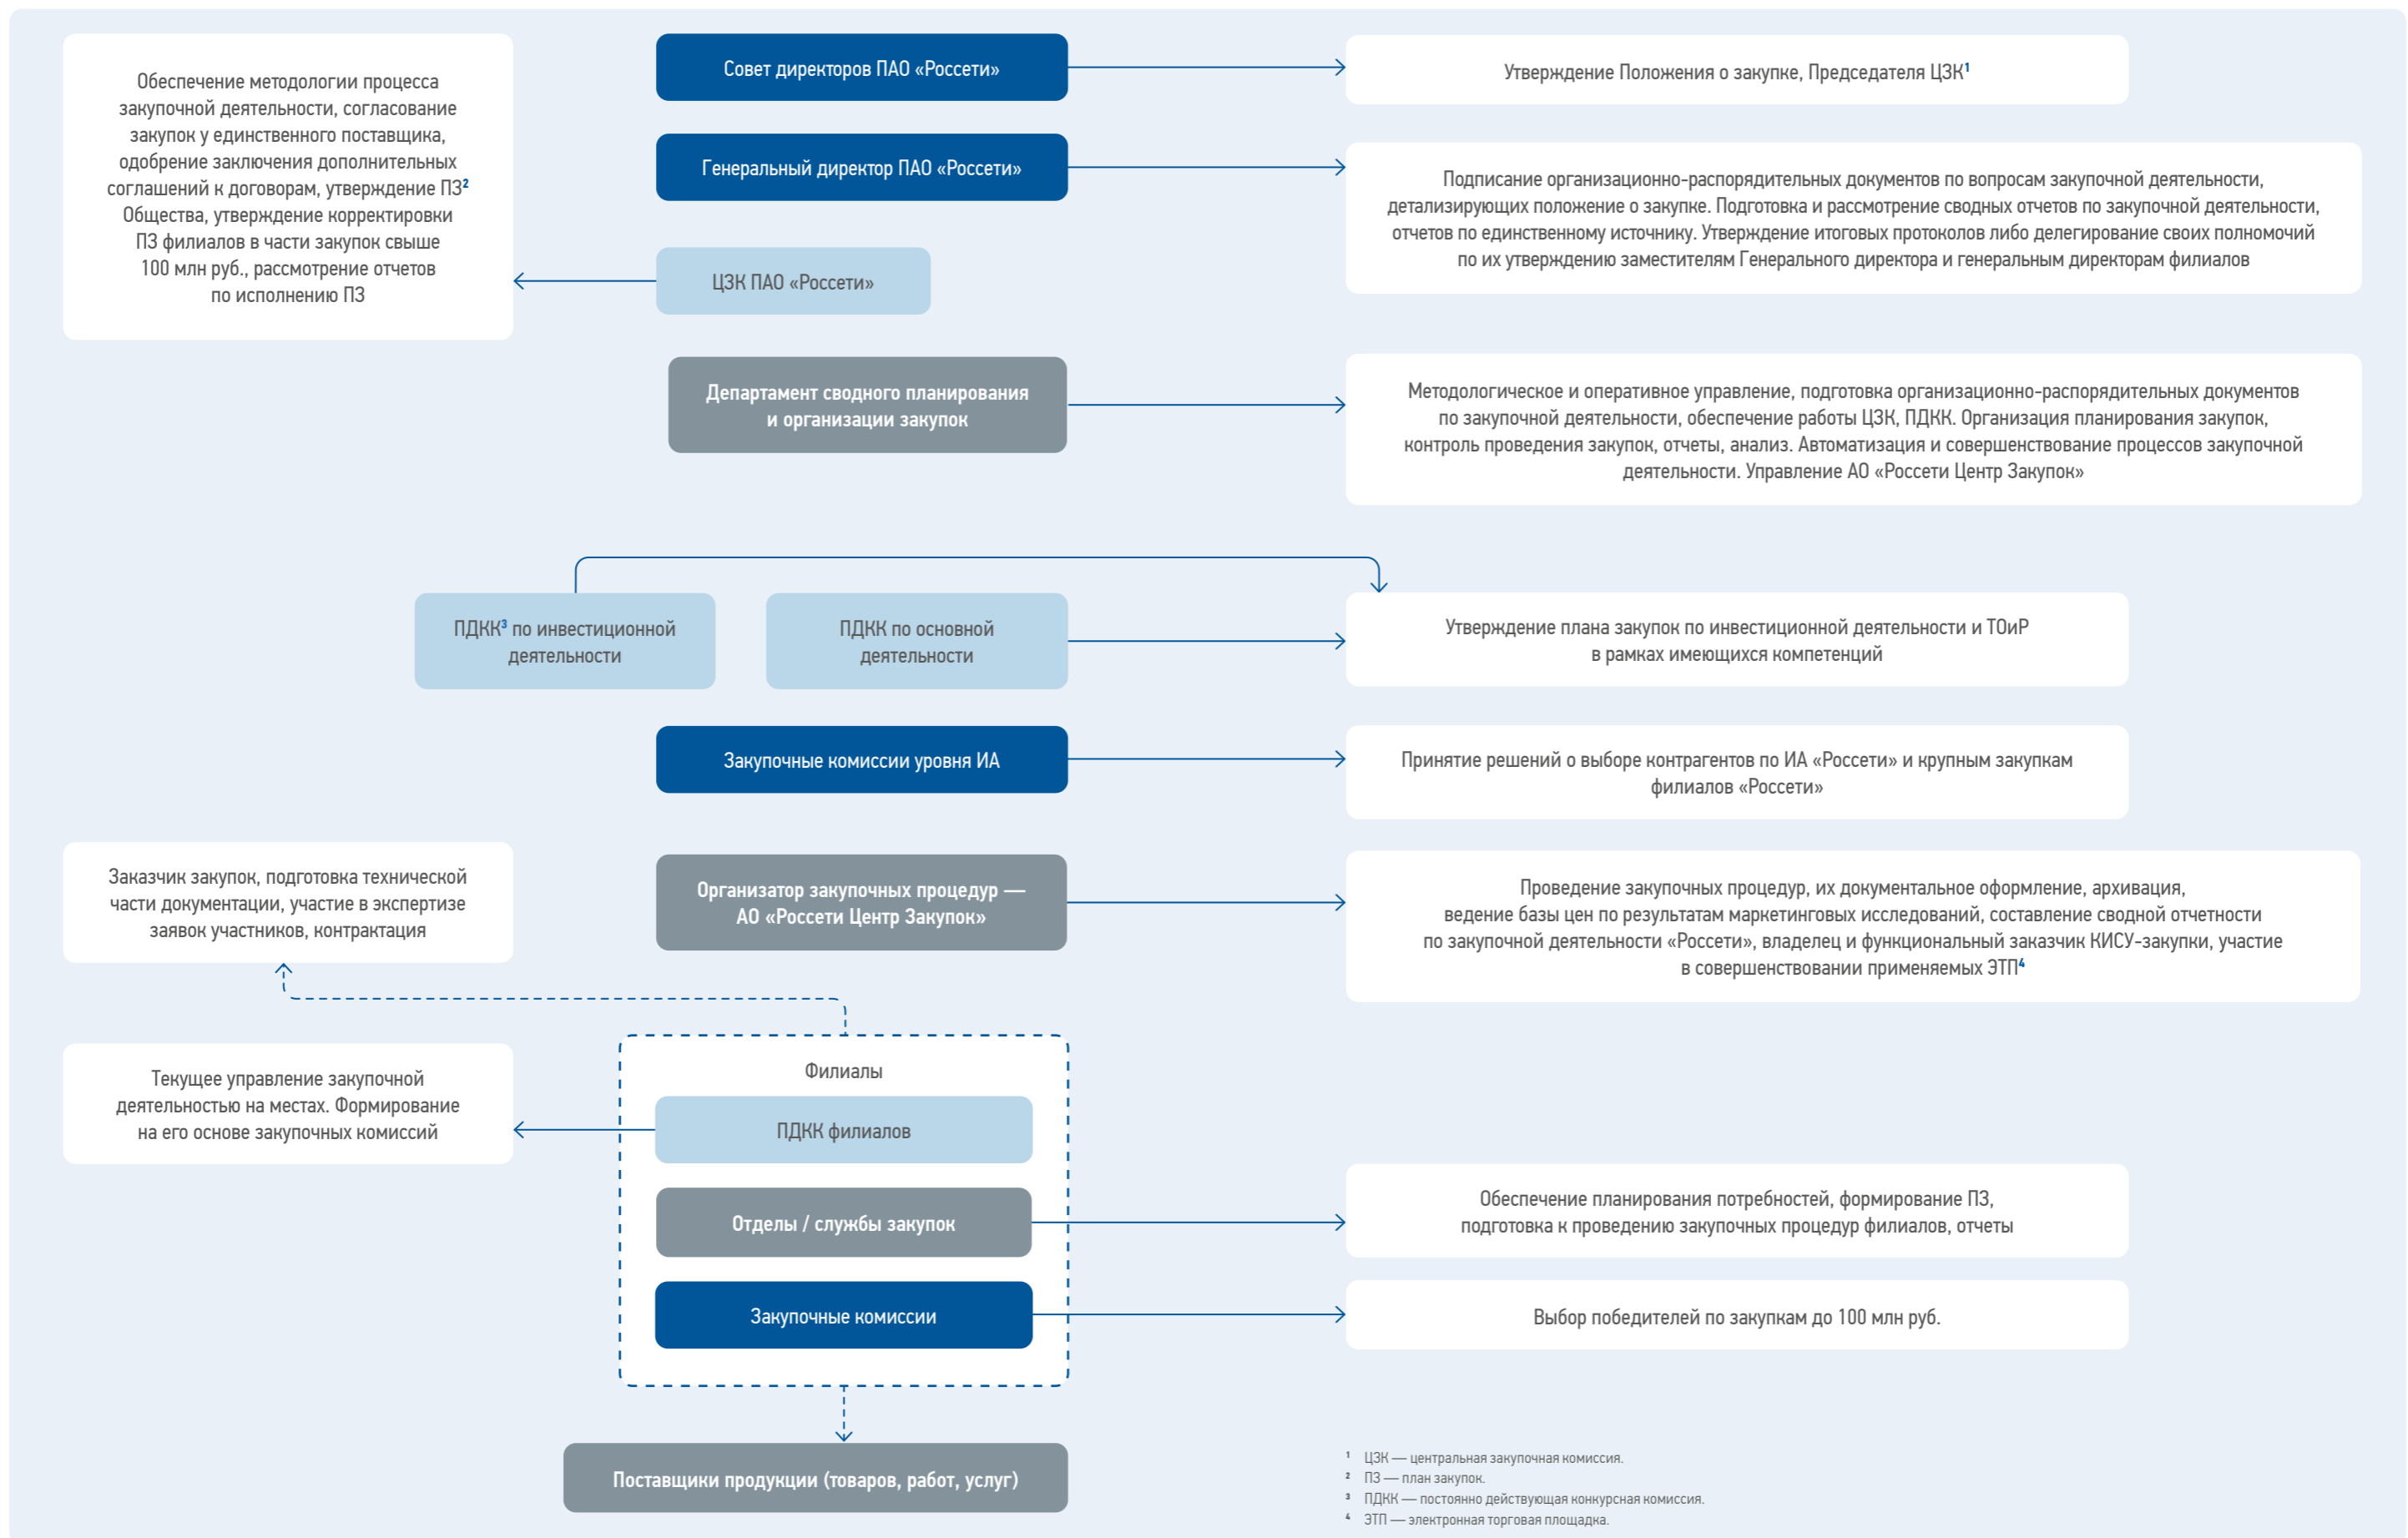 Обеспечение методологии процесса
закупочной деятельности, согласование
закупок у единственного поставщика,
одобрение заключения дополнительных
соглашений к договорам, утверждение ПЗ²
Общества, утверждение корректировки
ПЗ филиалов в части закупок свыше
100 млн руб., рассмотрение отчетов
по исполнению ПЗ
Совет директоров ПАО «Россети»
Утверждение Положения о закупке, Председателя ЦЗК¹
Генеральный директор ПАО «Россети»
Подписание организационно-распорядительных документов по вопросам закупочной деятельности,
детализирующих положение о закупке. Подготовка и рассмотрение сводных отчетов по закупочной деятельности,
отчетов по единственному источнику. Утверждение итоговых протоколов либо делегирование своих полномочий
по их утверждению заместителям Генерального директора и генеральным директорам филиалов
ЦЗК ПАО «Россети»
Департамент сводного планирования
и организации закупок
Методологическое и оперативное управление, подготовка организационно-распорядительных документов
по закупочной деятельности, обеспечение работы ЦЗК, ПДКК. Организация планирования закупок,
контроль проведения закупок, отчеты, анализ. Автоматизация и совершенствование процессов закупочной
деятельности. Управление АО «Россети Центр Закупок»
ПДКК³ по инвестиционной
деятельности
ПДКК по основной
деятельности
Утверждение плана закупок по инвестиционной деятельности и ТОиР
в рамках имеющихся компетенций
Закупочные комиссии уровня ИА
Принятие решений о выборе контрагентов по ИА «Россети» и крупным закупкам
филиалов «Россети»
Заказчик закупок, подготовка технической
части документации, участие в экспертизе
заявок участников, контрактация
Организатор закупочных процедур —
АО «Россети Центр Закупок»
Проведение закупочных процедур, их документальное оформление, архивация,
ведение базы цен по результатам маркетинговых исследований, составление сводной отчетности
по закупочной деятельности «Россети», владелец и функциональный заказчик КИСУ-закупки, участие
в совершенствовании применяемых ЭТП⁴
Филиалы
Текущее управление закупочной
деятельностью на местах. Формирование
на его основе закупочных комиссий
ПДКК филиалов
Отделы / службы закупок
Обеспечение планирования потребностей, формирование ПЗ,
подготовка к проведению закупочных процедур филиалов, отчеты
Закупочные комиссии
Выбор победителей по закупкам до 100 млн руб.
Поставщики продукции (товаров, работ, услуг)
¹ ЦЗК — центральная закупочная комиссия.
² ПЗ — план закупок.
³ ПДКК — постоянно действующая конкурсная комиссия.
⁴ ЭТП — электронная торговая площадка.